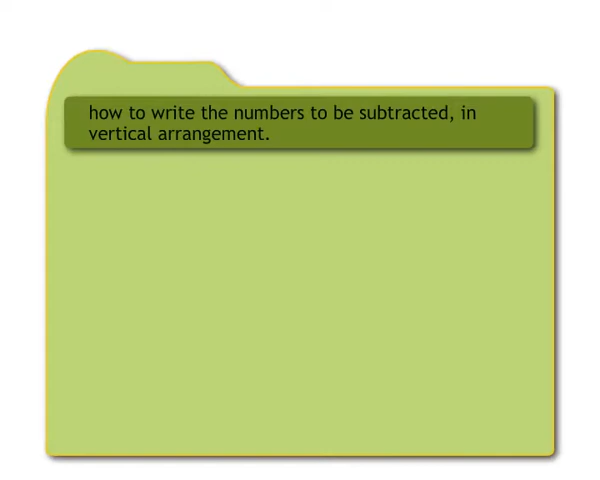 how to write the numbers to be subtracted, in
vertical arrangement.